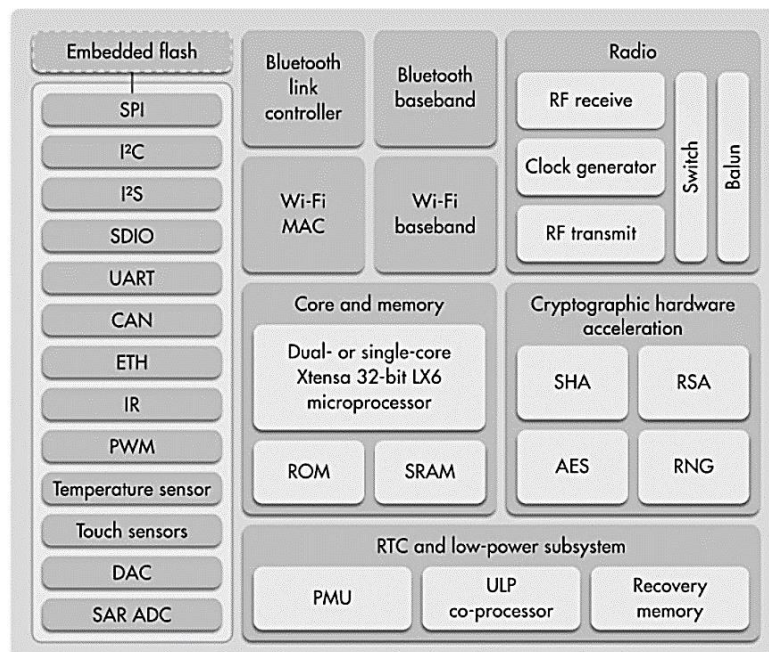 Embedded flash
SPI
I²C
I²S
SDIO
UART
CAN
ETH
IR
PWM
Temperature sensor
Touch sensors
DAC
SAR ADC
Bluetooth
link
controller
Bluetooth
baseband
Wi-Fi
MAC
Wi-Fi
baseband
Radio
RF receive
Clock generator
RF transmit
Switch
Balun
Core and memory
Dual- or single-core
Xtensa 32-bit LX6
microprocessor
ROM
SRAM
Cryptographic hardware
acceleration
SHA
RSA
AES
RNG
RTC and low-power subsystem
PMU
ULP
co-processor
Recovery
memory